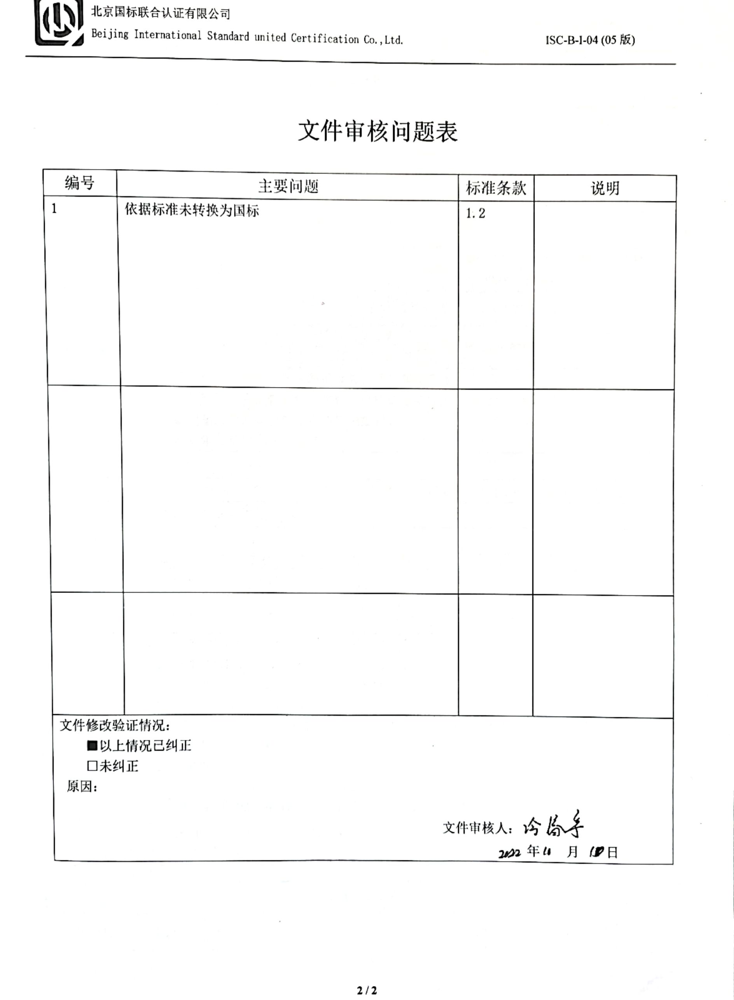 北京国标联合认证有限公司
Beijing International Standard united Certification Co.,Ltd.
ISC-B-I-04 (05 版)
文件审核问题表
编号 主要问题 标准条款 说明
1 依据标准未转换为国标 1.2
文件修改验证情况：
■以上情况已纠正
□未纠正
原因：
文件审核人：
2022 年 月 日
2/2